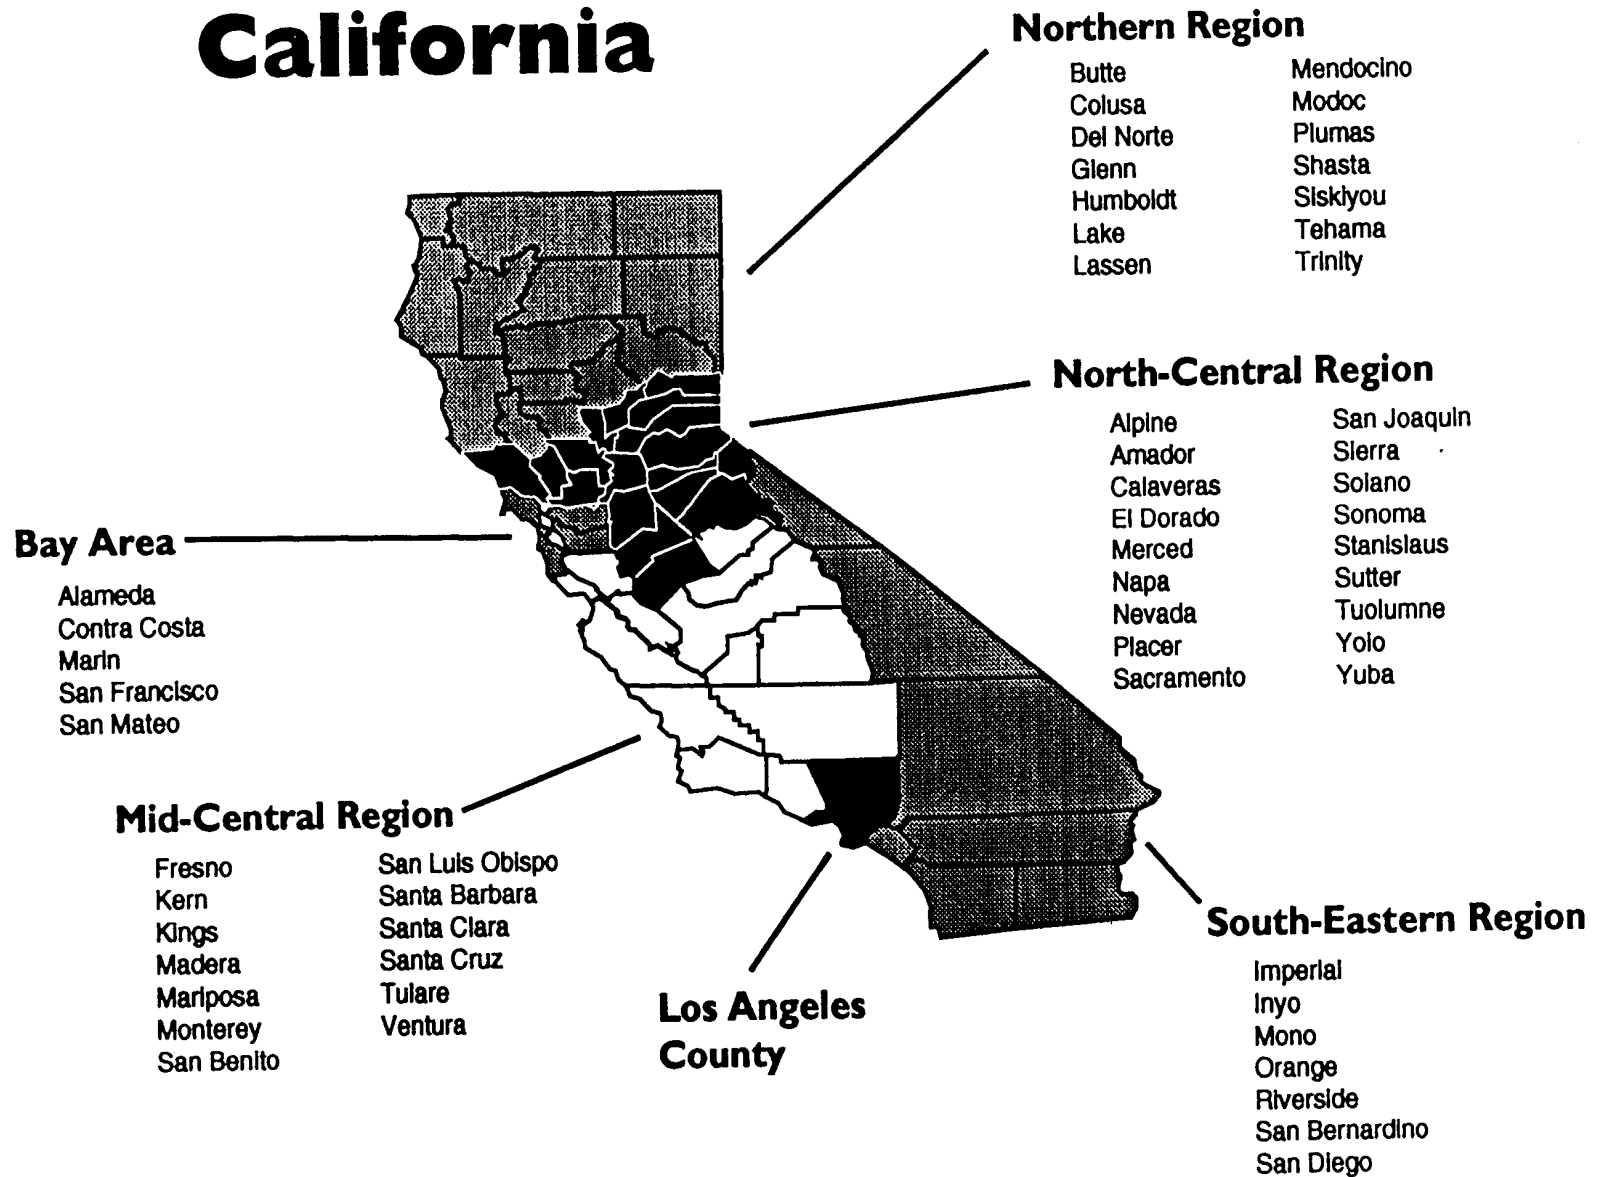 California
Northern Region
Butte
Colusa
Del Norte
Glenn
Humboldt
Lake
Lassen
Mendocino
Modoc
Plumas
Shasta
Siskiyou
Tehama
Trinity
North-Central Region
Alpine
Amador
Calaveras
El Dorado
Merced
Napa
Nevada
Placer
Sacramento
San Joaquin
Sierra
Solano
Sonoma
Stanislaus
Sutter
Tuolumne
Yolo
Yuba
Bay Area
Alameda
Contra Costa
Marin
San Francisco
San Mateo
Mid-Central Region
Fresno
Kern
Kings
Madera
Mariposa
Monterey
San Benito
San Luis Obispo
Santa Barbara
Santa Clara
Santa Cruz
Tulare
Ventura
Los Angeles
County
South-Eastern Region
Imperial
Inyo
Mono
Orange
Riverside
San Bernardino
San Diego